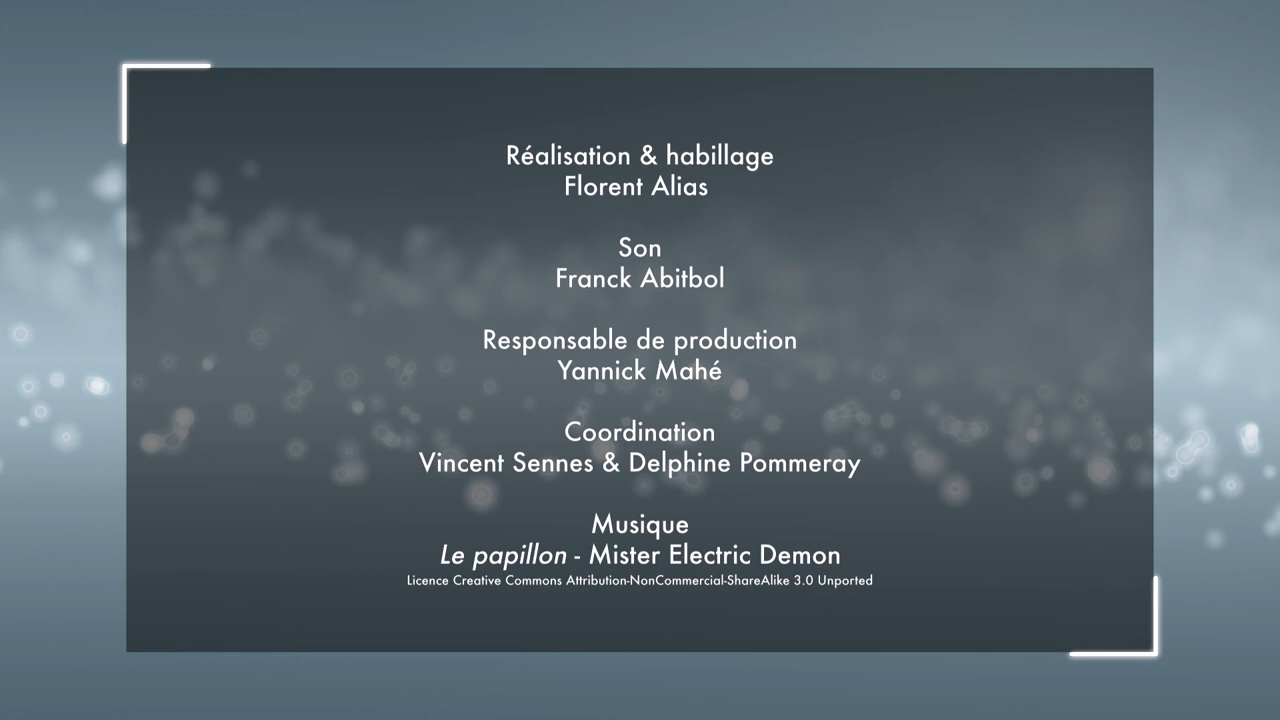 Réalisation & habillage
Florent Alias
Son
Franck Abitbol
Responsable de production
Yannick Mahé
Coordination
Vincent Sennes & Delphine Pommeray
Musique
Le papillon - Mister Electric Demon
Licence Creative Commons Attribution-NonCommercial-ShareAlike 3.0 Unported